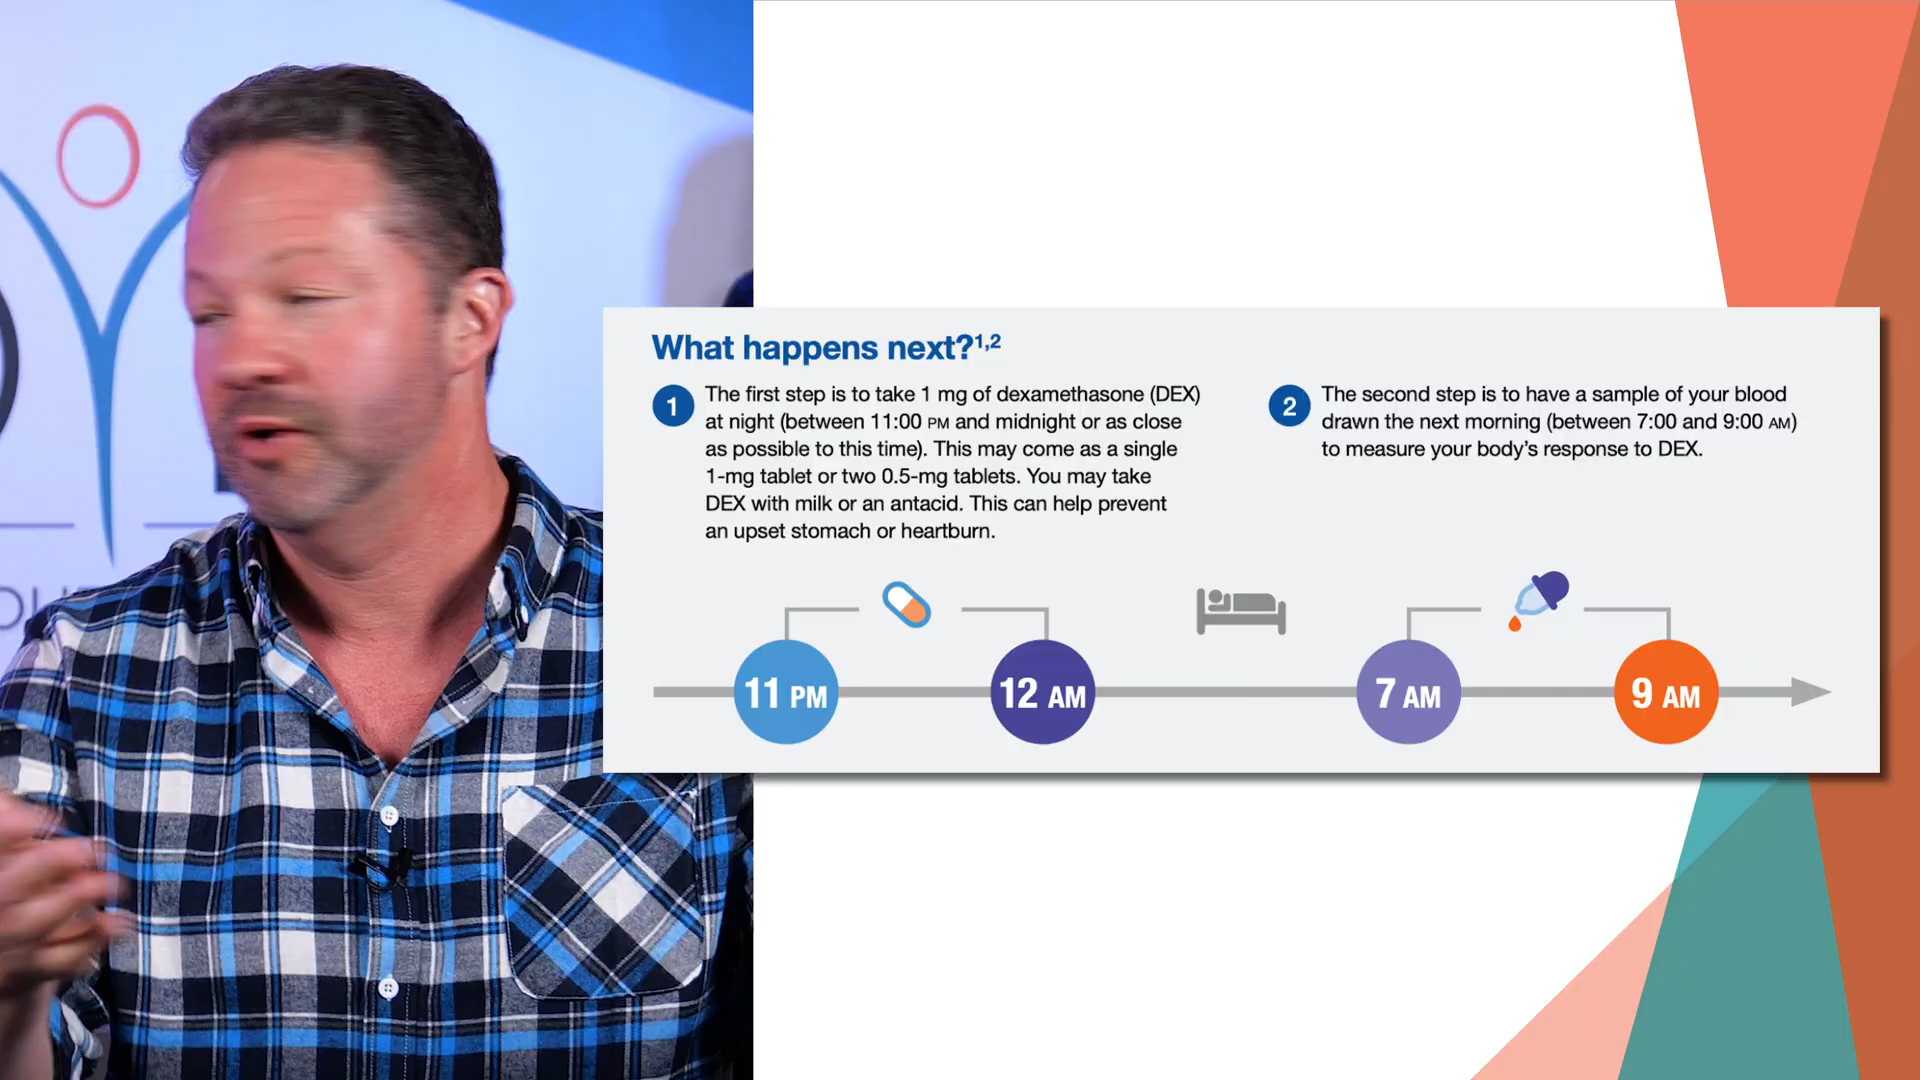 What happens next?1,2
1
The first step is to take 1 mg of dexamethasone (DEX)
at night (between 11:00 PM and midnight or as close
as possible to this time). This may come as a single
1-mg tablet or two 0.5-mg tablets. You may take
DEX with milk or an antacid. This can help prevent
an upset stomach or heartburn.
2
The second step is to have a sample of your blood
drawn the next morning (between 7:00 and 9:00 AM)
to measure your body's response to DEX.
11 PM
12 AM
7 AM
9 AM